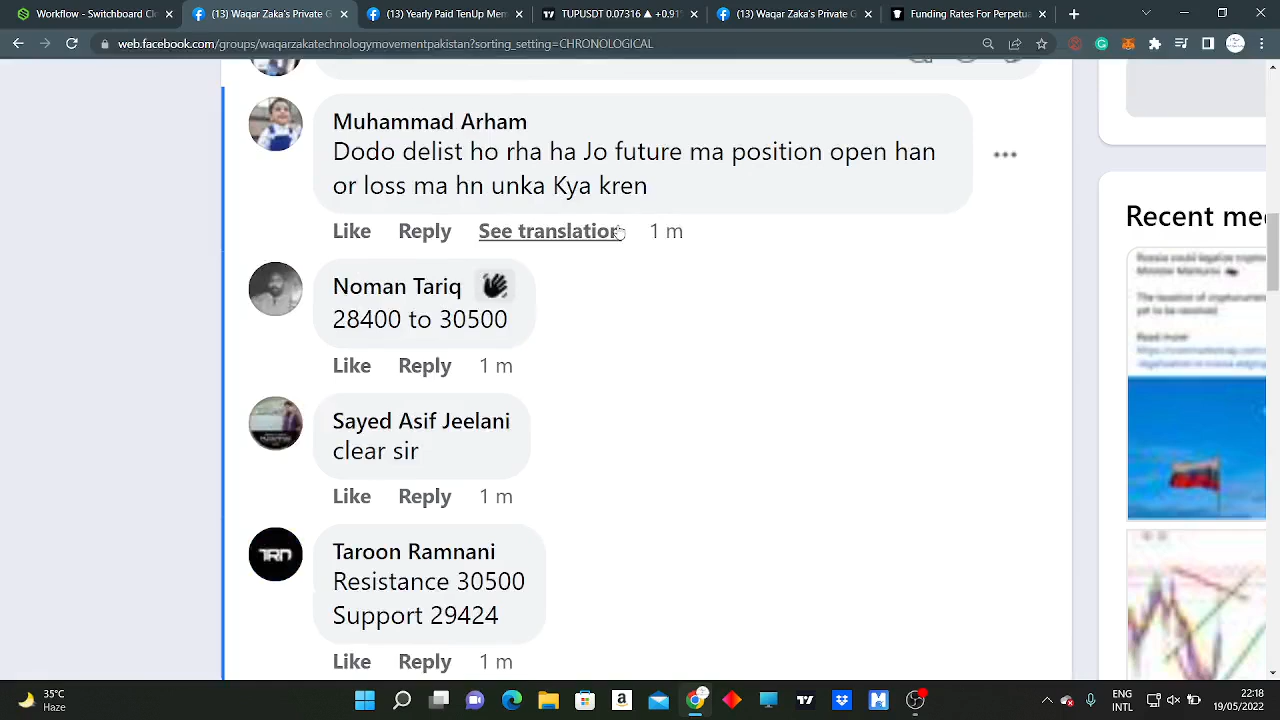 Workflow - Switchboard Cle
(13) Waqar Zaka's Private G
(13) Yearly Paid TenUp Mem
TUPUSDT 0.07316 ▲ +0.91
(13) Waqar Zaka's Private G
Funding Rates For Perpetua
web.facebook.com/groups/waqarzakatechnologymovementpakistan?sorting_setting=CHRONOLOGICAL
Muhammad Arham
Dodo delist ho rha ha Jo future ma position open han
or loss ma hn unka Kya kren
Like Reply See translation 1 m
Noman Tariq
28400 to 30500
Like Reply 1 m
Sayed Asif Jeelani
clear sir
Like Reply 1 m
TRN
Taroon Ramnani
Resistance 30500
Support 29424
Like Reply 1 m
Recent me
Read more
35°C
Haze
ENG
INTL
22:18
19/05/2022